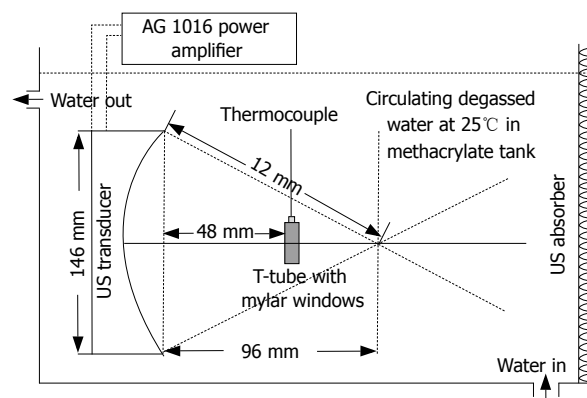 AG 1016 power
amplifier
Water out
Thermocouple
Circulating degassed
water at 25℃ in
methacrylate tank
12 mm
146 mm
US transducer
48 mm
US absorber
T-tube with
mylar windows
96 mm
Water in